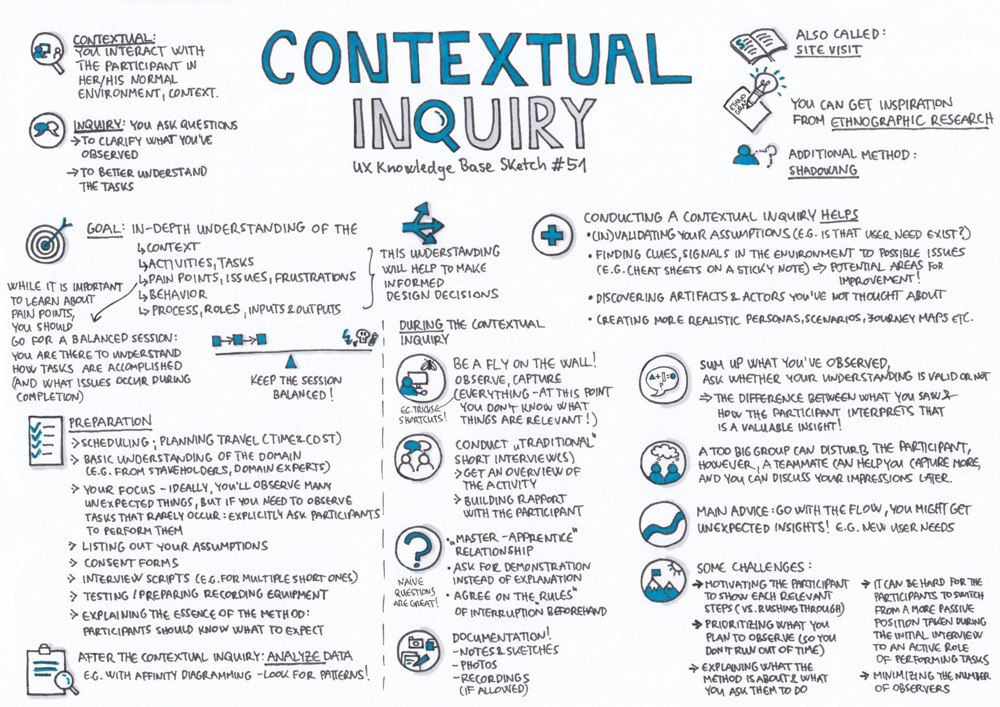 CONTEXTUAL INQUIRY
UX Knowledge Base Sketch #51
CONTEXTUAL:
YOU INTERACT WITH
THE PARTICIPANT IN
HER/HIS NORMAL
ENVIRONMENT, CONTEXT.
INQUIRY: YOU ASK QUESTIONS
→TO CLARIFY WHAT YOU'VE
OBSERVED
→TO BETTER UNDERSTAND
THE TASKS
ALSO CALLED:
SITE VISIT
ETHNO
GRAP
YOU CAN GET INSPIRATION
FROM ETHNOGRAPHIC RESEARCH
ADDITIONAL METHOD:
SHADOWING
GOAL: IN-DEPTH UNDERSTANDING OF THE
↳CONTEXT
↳ACTIVITIES, TASKS
↳PAIN POINTS, ISSUES, FRUSTRATIONS
↳BEHAVIOR
↳PROCESS, ROLES, INPUTS & OUTPUTS
THIS UNDERSTANDING
WILL HELP TO MAKE
INFORMED
DESIGN DECISIONS
WHILE IT IS IMPORTANT
TO LEARN ABOUT
PAIN POINTS,
YOU SHOULD
GO FOR A BALANCED SESSION:
YOU ARE THERE TO UNDERSTAND
HOW TASKS ARE ACCOMPLISHED
(AND WHAT ISSUES OCCUR DURING
COMPLETION)
KEEP THE SESSION
BALANCED!
CONDUCTING A CONTEXTUAL INQUIRY HELPS
• (IN)VALIDATING YOUR ASSUMPTIONS (E.G. IS THAT USER NEED EXIST?)
• FINDING CLUES, SIGNALS IN THE ENVIRONMENT TO POSSIBLE ISSUES
(E.G. CHEAT SHEETS ON A STICKY NOTE) ⇒ POTENTIAL AREAS FOR
IMPROVEMENT!
• DISCOVERING ARTIFACTS & ACTORS YOU'VE NOT THOUGHT ABOUT
• CREATING MORE REALISTIC PERSONAS, SCENARIOS, JOURNEY MAPS ETC.
PREPARATION
> SCHEDULING; PLANNING TRAVEL (TIME & COST)
> BASIC UNDERSTANDING OF THE DOMAIN
(E.G. FROM STAKEHOLDERS, DOMAIN EXPERTS)
> YOUR FOCUS - IDEALLY, YOU'LL OBSERVE MANY
UNEXPECTED THINGS, BUT IF YOU NEED TO OBSERVE
TASKS THAT RARELY OCCUR: EXPLICITLY ASK PARTICIPANTS
TO PERFORM THEM
> LISTING OUT YOUR ASSUMPTIONS
> CONSENT FORMS
> INTERVIEW SCRIPTS (E.G. FOR MULTIPLE SHORT ONES)
> TESTING / PREPARING RECORDING EQUIPMENT
> EXPLAINING THE ESSENCE OF THE METHOD:
PARTICIPANTS SHOULD KNOW WHAT TO EXPECT
AFTER THE CONTEXTUAL INQUIRY: ANALYZE DATA
E.G. WITH AFFINITY DIAGRAMMING - LOOK FOR PATTERNS!
DURING THE CONTEXTUAL
INQUIRY
BE A FLY ON THE WALL!
OBSERVE, CAPTURE
(EVERYTHING - AT THIS POINT
YOU DON'T KNOW WHAT
THINGS ARE RELEVANT!)
E.G. TRICKS
SHORTCUTS!
CONDUCT „TRADITIONAL"
SHORT INTERVIEW(S)
> GET AN OVERVIEW OF
THE ACTIVITY
> BUILDING RAPPORT
WITH THE PARTICIPANT
• „MASTER - APPRENTICE"
RELATIONSHIP
• ASK FOR DEMONSTRATION
INSTEAD OF EXPLANATION
• AGREE ON THE „RULES"
OF INTERRUPTION BEFOREHAND
NAÏVE
QUESTIONS
ARE GREAT!
DOCUMENTATION!
- NOTES & SKETCHES
- PHOTOS
- RECORDINGS
(IF ALLOWED)
SUM UP WHAT YOU'VE OBSERVED,
ASK WHETHER YOUR UNDERSTANDING IS VALID OR NOT
⇒ THE DIFFERENCE BETWEEN WHAT YOU SAW &
HOW THE PARTICIPANT INTERPRETS THAT
IS A VALUABLE INSIGHT!
A TOO BIG GROUP CAN DISTURB THE PARTICIPANT,
HOWEVER, A TEAMMATE CAN HELP YOU CAPTURE MORE,
AND YOU CAN DISCUSS YOUR IMPRESSIONS LATER.
MAIN ADVICE: GO WITH THE FLOW, YOU MIGHT GET
UNEXPECTED INSIGHTS! E.G. NEW USER NEEDS
SOME CHALLENGES:
→ MOTIVATING THE PARTICIPANT
TO SHOW EACH RELEVANT
STEPS (VS. RUSHING THROUGH)
→ PRIORITIZING WHAT YOU
PLAN TO OBSERVE (SO YOU
DON'T RUN OUT OF TIME)
→ EXPLAINING WHAT THE
METHOD IS ABOUT & WHAT
YOU ASK THEM TO DO
→ IT CAN BE HARD FOR THE
PARTICIPANTS TO SWITCH
FROM A MORE PASSIVE
POSITION TAKEN DURING
THE INITIAL INTERVIEW
TO AN ACTIVE ROLE
OF PERFORMING TASKS
→ MINIMIZING THE NUMBER
OF OBSERVERS